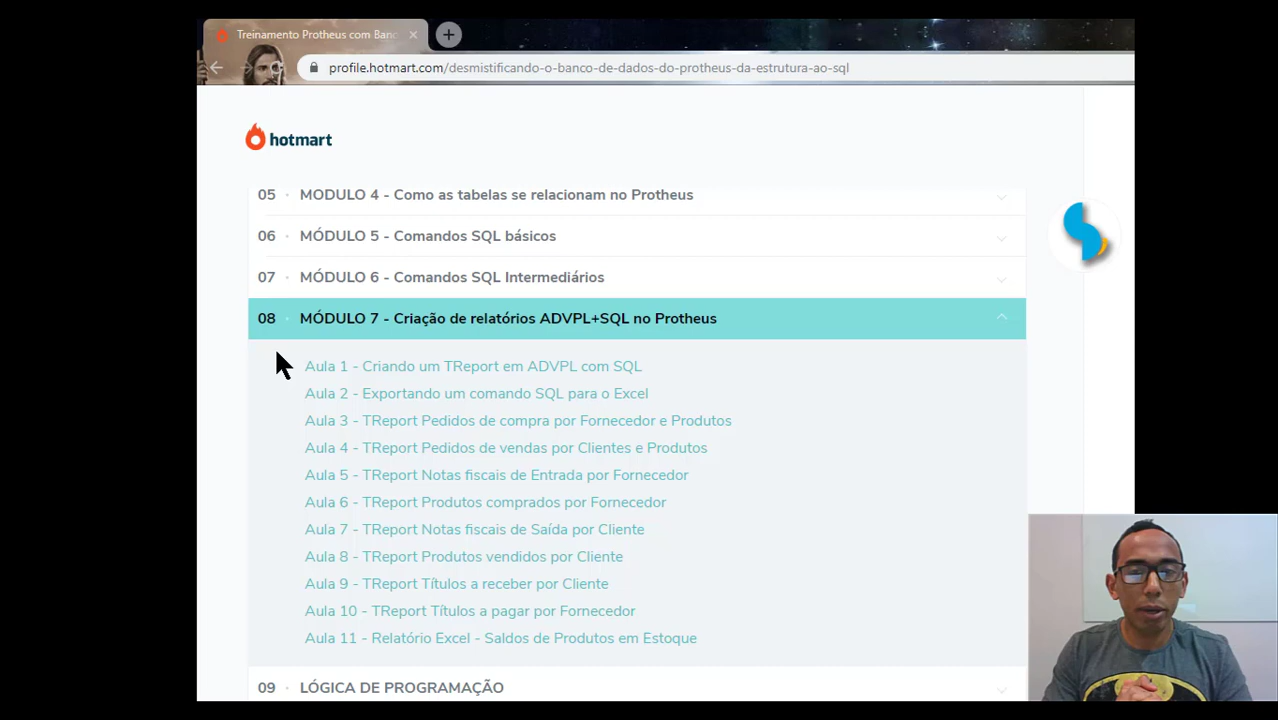 Treinamento Protheus com Banc
profile.hotmart.com/desmistificando-o-banco-de-dados-do-protheus-da-estrutura-ao-sql
hotmart
05 MODULO 4 - Como as tabelas se relacionam no Protheus
06 MÓDULO 5 - Comandos SQL básicos
07 MÓDULO 6 - Comandos SQL Intermediários
08 MÓDULO 7 - Criação de relatórios ADVPL+SQL no Protheus
Aula 1 - Criando um TReport em ADVPL com SQL
Aula 2 - Exportando um comando SQL para o Excel
Aula 3 - TReport Pedidos de compra por Fornecedor e Produtos
Aula 4 - TReport Pedidos de vendas por Clientes e Produtos
Aula 5 - TReport Notas fiscais de Entrada por Fornecedor
Aula 6 - TReport Produtos comprados por Fornecedor
Aula 7 - TReport Notas fiscais de Saída por Cliente
Aula 8 - TReport Produtos vendidos por Cliente
Aula 9 - TReport Títulos a receber por Cliente
Aula 10 - TReport Títulos a pagar por Fornecedor
Aula 11 - Relatório Excel - Saldos de Produtos em Estoque
09 LÓGICA DE PROGRAMAÇÃO